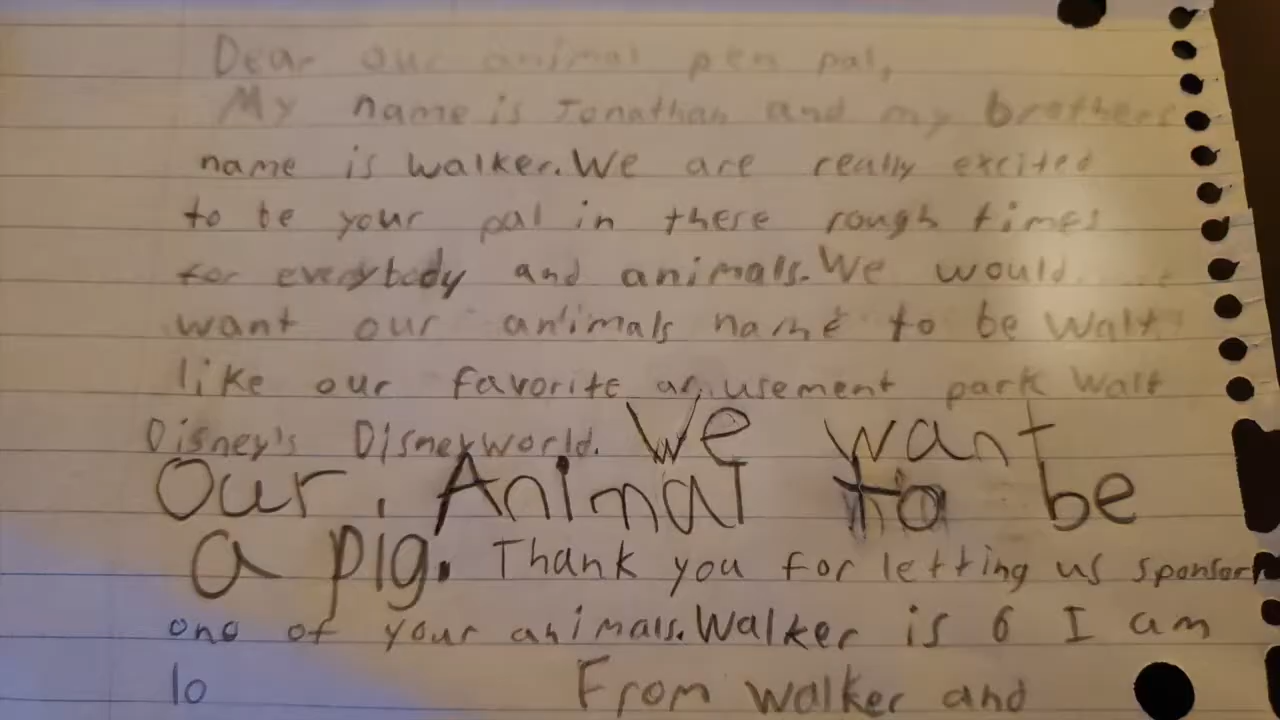 Dear our animal pen pal,
My name is Jonathan and my brothers
name is walker. We are really excited
to be your pal in these rough times
for everybody and animals. We would
want our animals name to be Walt
like our favorite amusement park Walt
Disney's Disneyworld. We want
Our Animal to be
a pig. Thank you for letting us sponsor
one of your animals. Walker is 6 I am
10 From Walker and